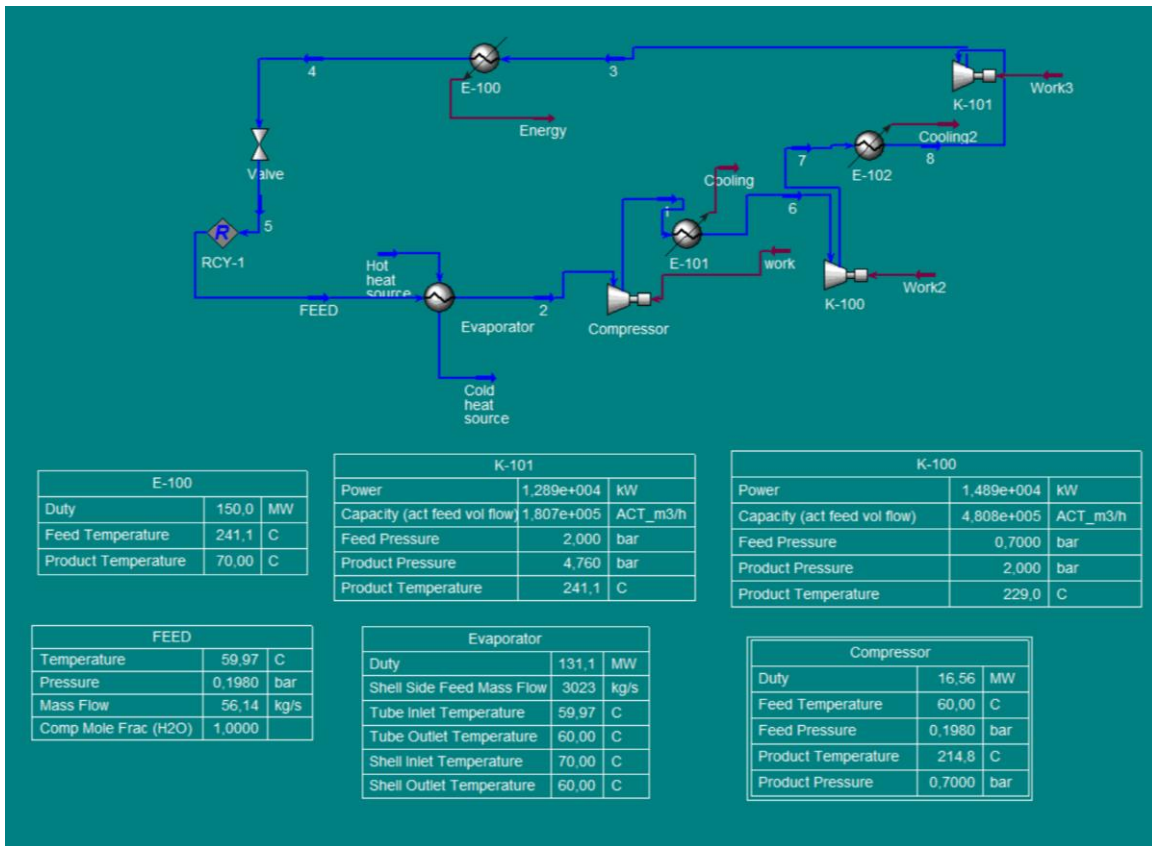 4
E-100
3
K-101
Work3
Energy
Cooling2
Valve
7
E-102
8
Cooling
5
R
RCY-1
1
6
E-101
work
K-100
Work2
Hot
heat
source
FEED
Evaporator
2
Compressor
Cold
heat
source
E-100
Duty 150,0 MW
Feed Temperature 241,1 C
Product Temperature 70,00 C
K-101
Power 1,289e+004 kW
Capacity (act feed vol flow) 1,807e+005 ACT_m3/h
Feed Pressure 2,000 bar
Product Pressure 4,760 bar
Product Temperature 241,1 C
K-100
Power 1,489e+004 kW
Capacity (act feed vol flow) 4,808e+005 ACT_m3/h
Feed Pressure 0,7000 bar
Product Pressure 2,000 bar
Product Temperature 229,0 C
FEED
Temperature 59,97 C
Pressure 0,1980 bar
Mass Flow 56,14 kg/s
Comp Mole Frac (H2O) 1,0000
Evaporator
Duty 131,1 MW
Shell Side Feed Mass Flow 3023 kg/s
Tube Inlet Temperature 59,97 C
Tube Outlet Temperature 60,00 C
Shell Inlet Temperature 70,00 C
Shell Outlet Temperature 60,00 C
Compressor
Duty 16,56 MW
Feed Temperature 60,00 C
Feed Pressure 0,1980 bar
Product Temperature 214,8 C
Product Pressure 0,7000 bar